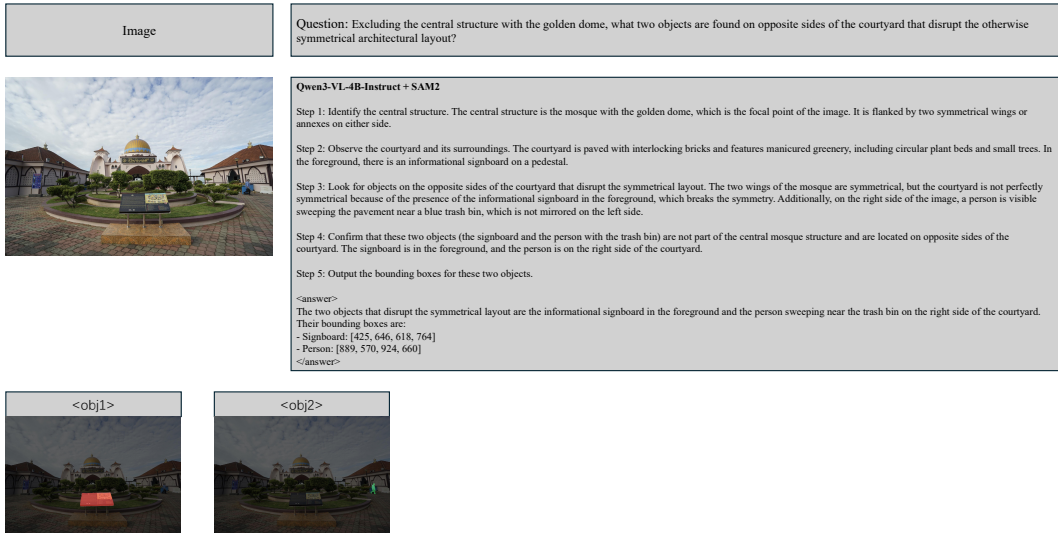 Image
Question: Excluding the central structure with the golden dome, what two objects are found on opposite sides of the courtyard that disrupt the otherwise
symmetrical architectural layout?
Qwen3-VL-4B-Instruct + SAM2
Step 1: Identify the central structure. The central structure is the mosque with the golden dome, which is the focal point of the image. It is flanked by two symmetrical wings or
annexes on either side.
Step 2: Observe the courtyard and its surroundings. The courtyard is paved with interlocking bricks and features manicured greenery, including circular plant beds and small trees. In
the foreground, there is an informational signboard on a pedestal.
Step 3: Look for objects on the opposite sides of the courtyard that disrupt the symmetrical layout. The two wings of the mosque are symmetrical, but the courtyard is not perfectly
symmetrical because of the presence of the informational signboard in the foreground, which breaks the symmetry. Additionally, on the right side of the image, a person is visible
sweeping the pavement near a blue trash bin, which is not mirrored on the left side.
Step 4: Confirm that these two objects (the signboard and the person with the trash bin) are not part of the central mosque structure and are located on opposite sides of the
courtyard. The signboard is in the foreground, and the person is on the right side of the courtyard.
Step 5: Output the bounding boxes for these two objects.
<answer>
The two objects that disrupt the symmetrical layout are the informational signboard in the foreground and the person sweeping near the trash bin on the right side of the courtyard.
Their bounding boxes are:
- Signboard: [425, 646, 618, 764]
- Person: [889, 570, 924, 660]
</answer>
<obj1>
<obj2>